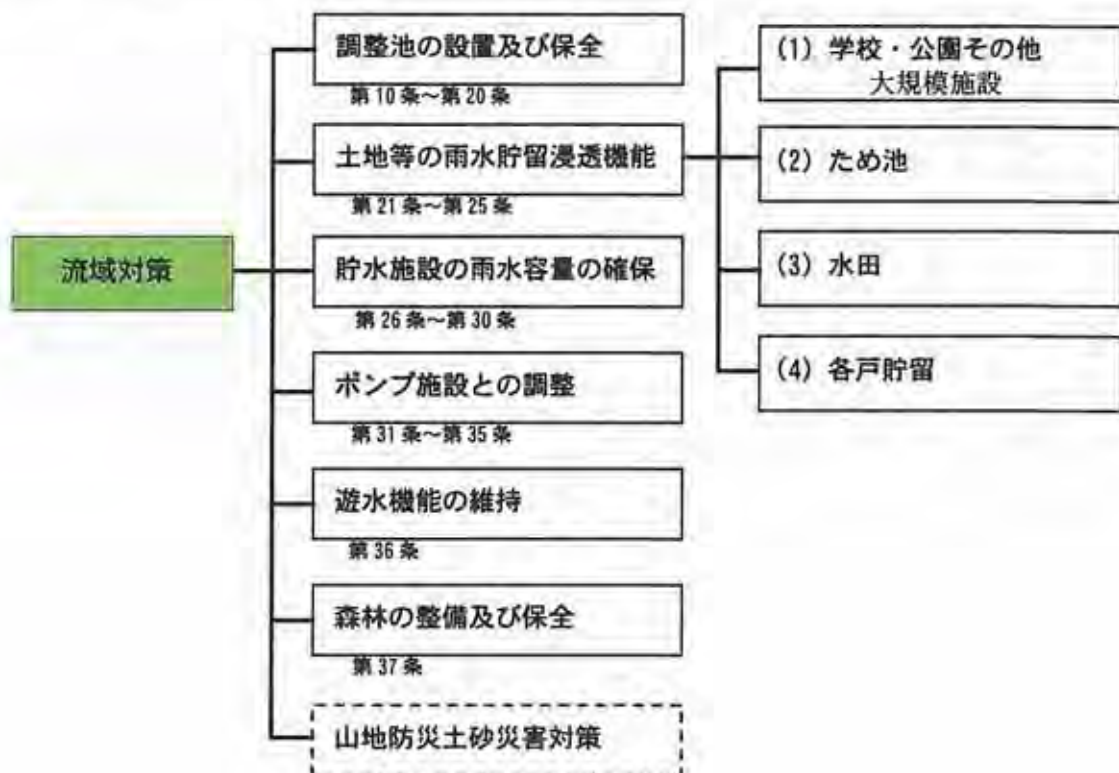 流域対策
調整池の設置及び保全
第10条～第20条
土地等の雨水貯留浸透機能
第21条～第25条
貯水施設の雨水容量の確保
第26条～第30条
ポンプ施設との調整
第31条～第35条
遊水機能の維持
第36条
森林の整備及び保全
第37条
山地防災土砂災害対策
(1) 学校・公園その他
大規模施設
(2) ため池
(3) 水田
(4) 各戸貯留